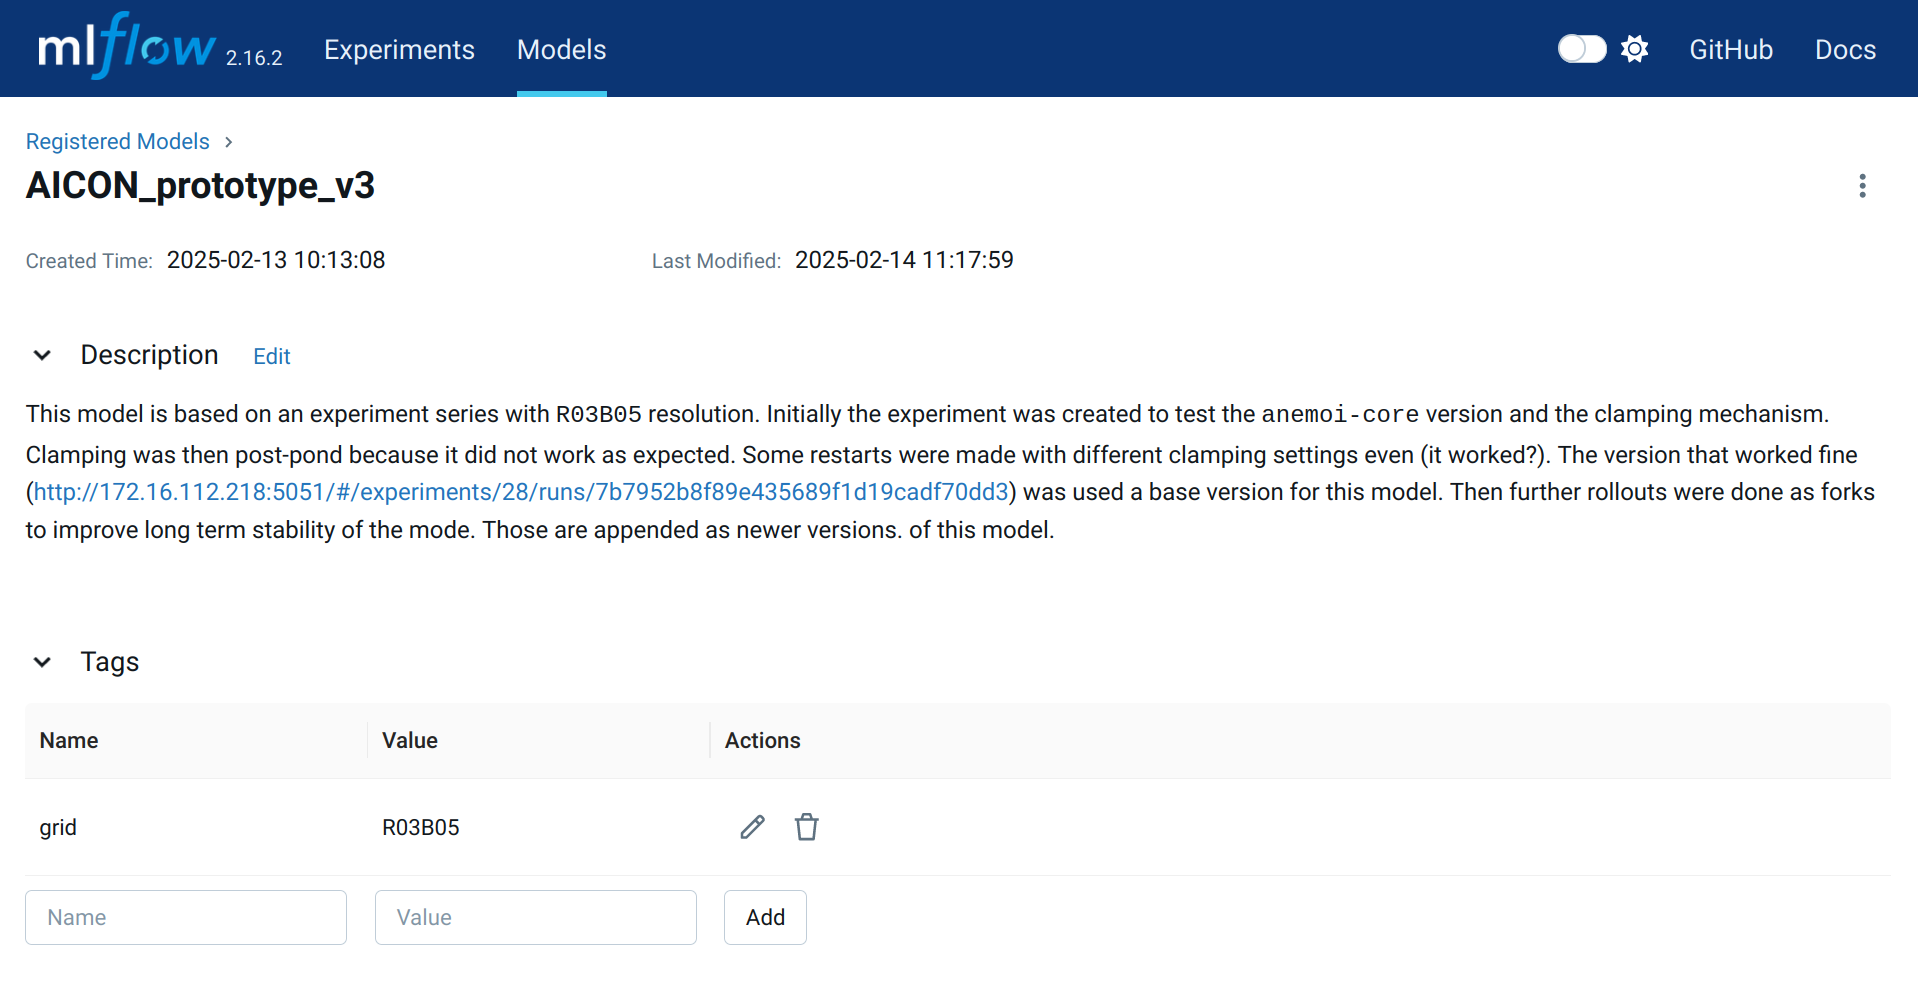 mlflow 2.16.2 Experiments Models GitHub Docs
Registered Models >
AICON_prototype_v3
Created Time: 2025-02-13 10:13:08 Last Modified: 2025-02-14 11:17:59
Description Edit
This model is based on an experiment series with R03B05 resolution. Initially the experiment was created to test the anemoi-core version and the clamping mechanism.
Clamping was then post-pond because it did not work as expected. Some restarts were made with different clamping settings even (it worked?). The version that worked fine
(http://172.16.112.218:5051/#/experiments/28/runs/7b7952b8f89e435689f1d19cadf70dd3) was used a base version for this model. Then further rollouts were done as forks
to improve long term stability of the mode. Those are appended as newer versions. of this model.
Tags
Name Value Actions
grid R03B05
Name Value Add